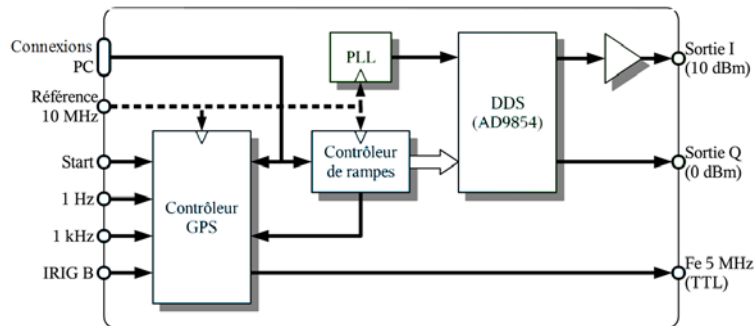 Connexions
PC
Référence
10 MHz
Start
1 Hz
1 kHz
IRIG B
Contrôleur
GPS
PLL
Contrôleur
de rampes
DDS
(AD9854)
Sortie I
(10 dBm)
Sortie Q
(0 dBm)
Fe 5 MHz
(TTL)